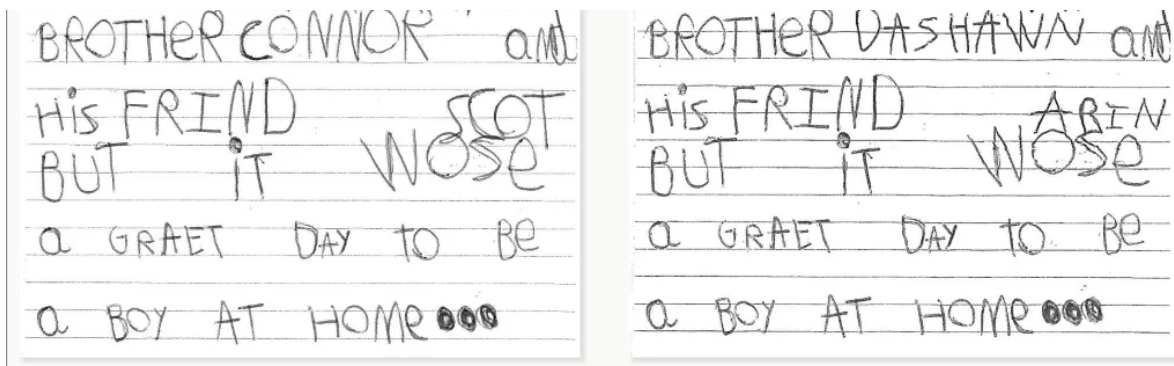 BROTHeR CONNOR and
His FRIND SCOT
BUT iT WOSe
a GRAET DAY TO Be
a BOY AT HOMe...
BROTHeR DASHAWN and
His FRIND ARIN
BUT iT WOSe
a GRAET DAY TO Be
a BOY AT HOMe...